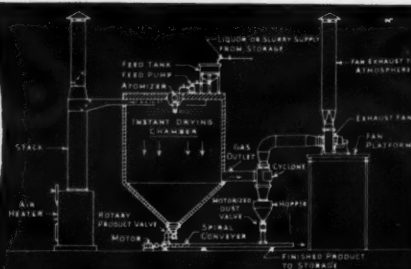 LIQUOR OR SLURRY SUPPLY
FROM STORAGE
FEED TANK
FEED PUMP
ATOMIZER
FAN EXHAUST TO
ATMOSPHERE
INSTANT DRYING
CHAMBER
EXHAUST FAN
FAN
PLATFORM
STACK
GAS
OUTLET
CYCLONE
AIR
HEATER
ROTARY
PRODUCT VALVE
MOTORIZED
DUST
VALVE
HOPPER
MOTOR
SPIRAL
CONVEYER
FINISHED PRODUCT
TO STORAGE